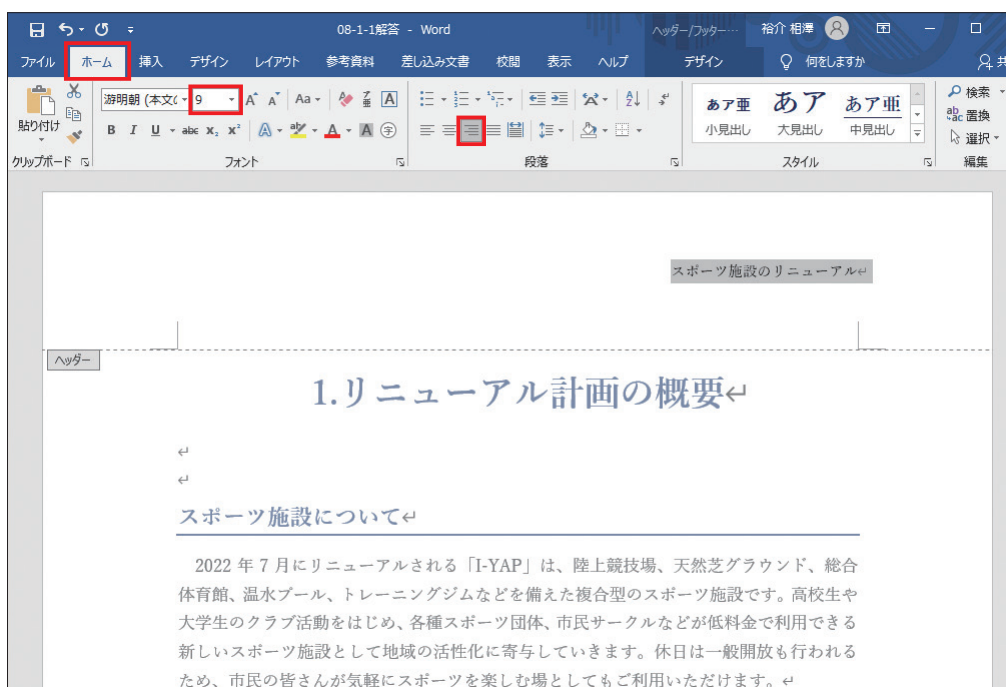 08-1-1解答 - Word
ヘッダー/フッター…
裕介 相澤
ファイル ホーム 挿入 デザイン レイアウト 参考資料 差し込み文書 校閲 表示 ヘルプ デザイン 何をしますか 共
貼り付け
游明朝 (本文の 9
Aa
B I U abc x₂ x²
クリップボード
フォント
段落
あア亜 小見出し
あア 大見出し
あア亜 中見出し
スタイル
検索
置換
選択
編集
スポーツ施設のリニューアル↵
ヘッダー
1.リニューアル計画の概要↵
↵
↵
スポーツ施設について↵
2022 年 7 月にリニューアルされる「I-YAP」は、陸上競技場、天然芝グラウンド、総合
体育館、温水プール、トレーニングジムなどを備えた複合型のスポーツ施設です。高校生や
大学生のクラブ活動をはじめ、各種スポーツ団体、市民サークルなどが低料金で利用できる
新しいスポーツ施設として地域の活性化に寄与していきます。休日は一般開放も行われる
ため、市民の皆さんが気軽にスポーツを楽しむ場としてもご利用いただけます。↵